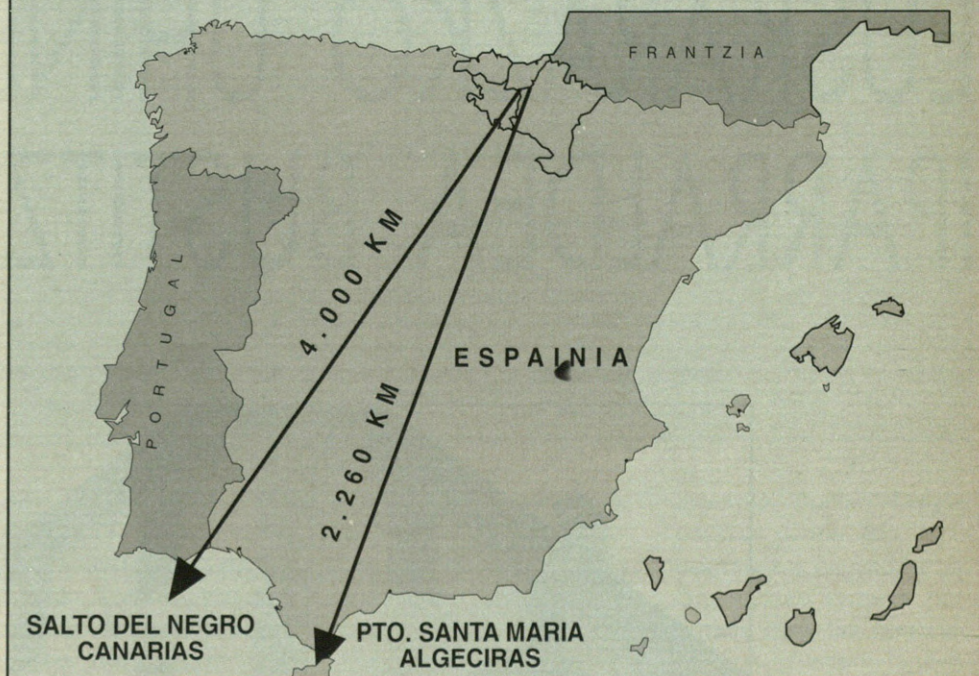 FRANTZIA
4.000 KM
ESPAINIA
PORTUGAL
2.260 KM
SALTO DEL NEGRO
CANARIAS
PTO. SANTA MARIA
ALGECIRAS